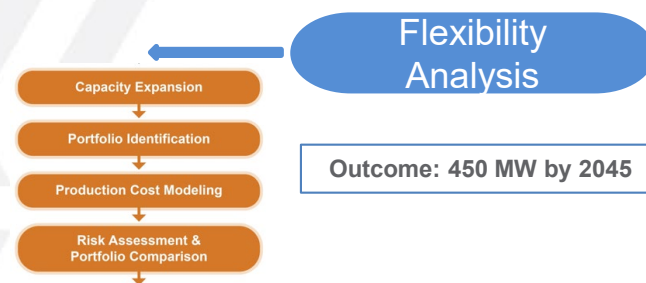 Flexibility
Analysis
Capacity Expansion
Portfolio Identification
Outcome: 450 MW by 2045
Production Cost Modeling
Risk Assessment &
Portfolio Comparison